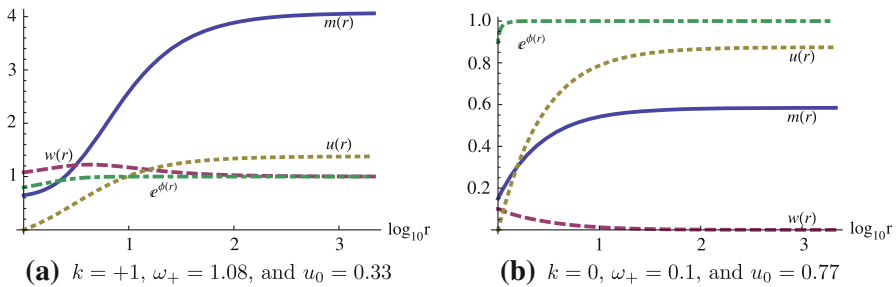 4
3
2
1
m(r)
w(r)
u(r)
e^ϕ(r)
1 2 3 log₁₀r
(a) k = +1, ω₊ = 1.08, and u₀ = 0.33
1.0
0.8
0.6
0.4
0.2
e^ϕ(r)
u(r)
m(r)
w(r)
1 2 3 log₁₀r
(b) k = 0, ω₊ = 0.1, and u₀ = 0.77